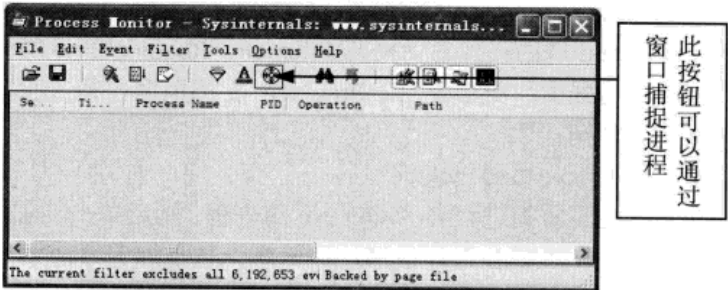 Process Monitor - Sysinternals: www.sysinternals...
File Edit Event Filter Tools Options Help
Se... Ti... Process Name PID Operation Path
The current filter excludes all 6,192,653 eve Backed by page file
此按钮可以通过
窗口捕捉进程